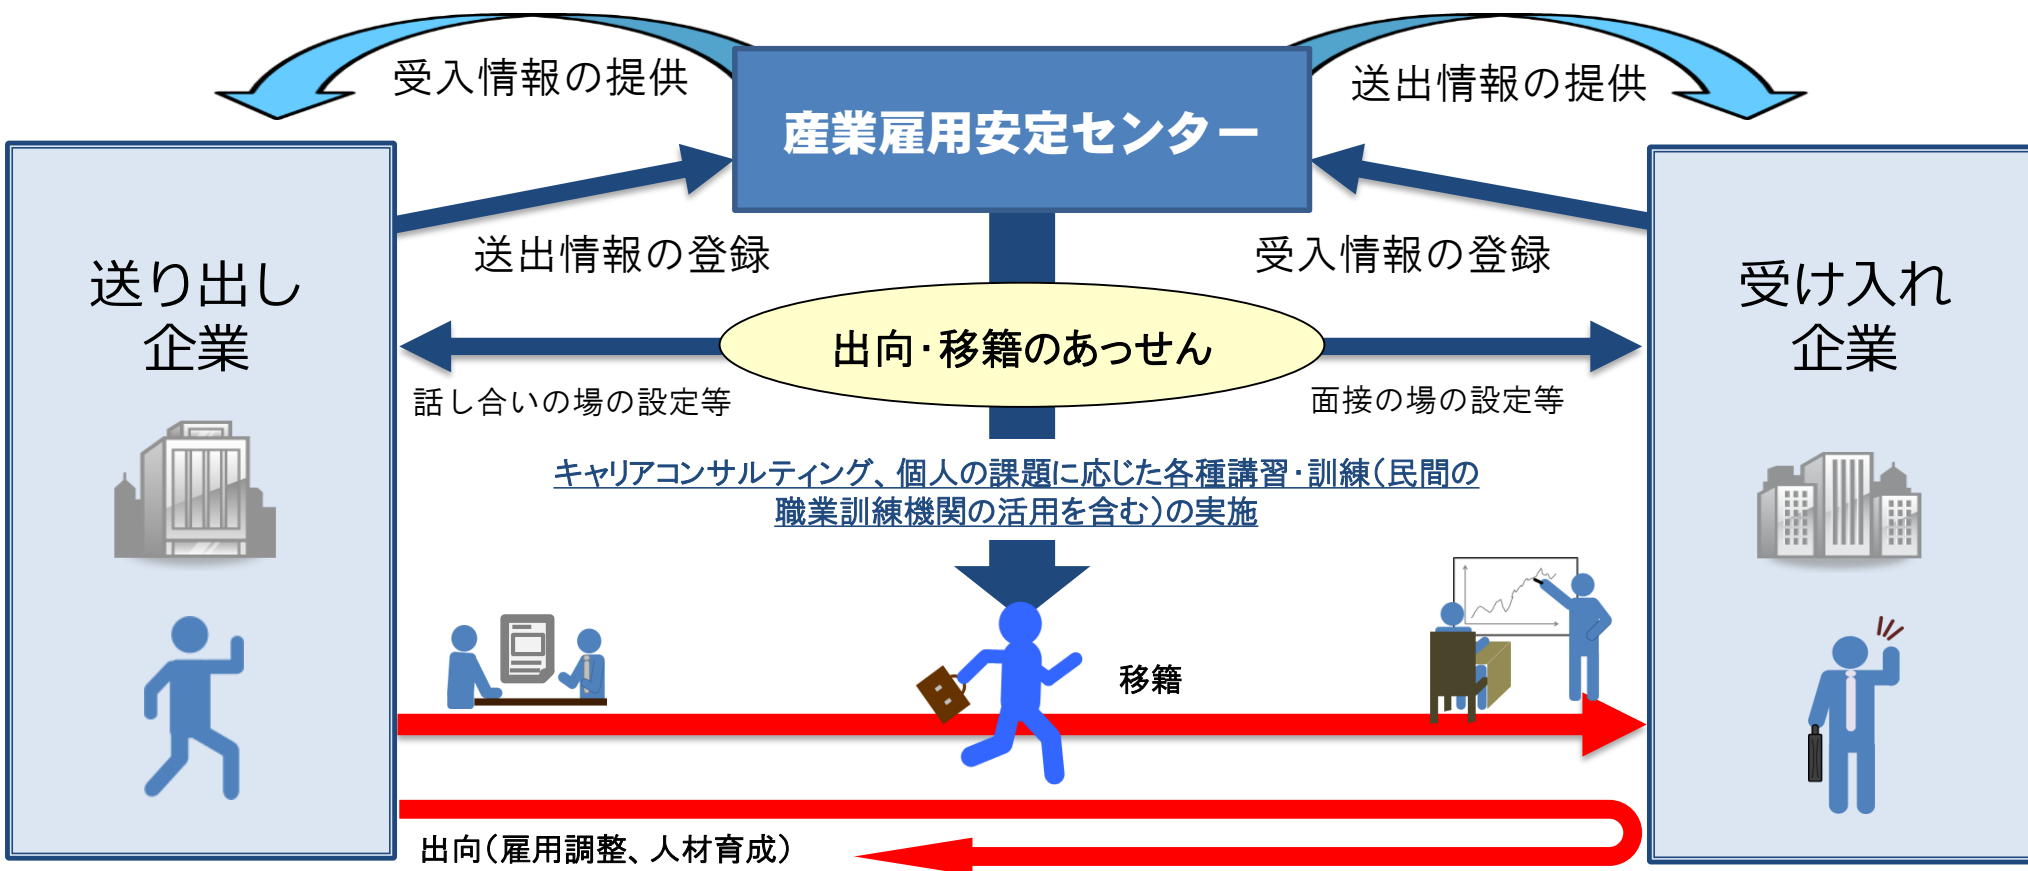 受入情報の提供
送出情報の提供
産業雇用安定センター
送出情報の登録
受入情報の登録
送り出し
企業
受け入れ
企業
出向・移籍のあっせん
話し合いの場の設定等
面接の場の設定等
キャリアコンサルティング、個人の課題に応じた各種講習・訓練（民間の
職業訓練機関の活用を含む）の実施
移籍
出向（雇用調整、人材育成）